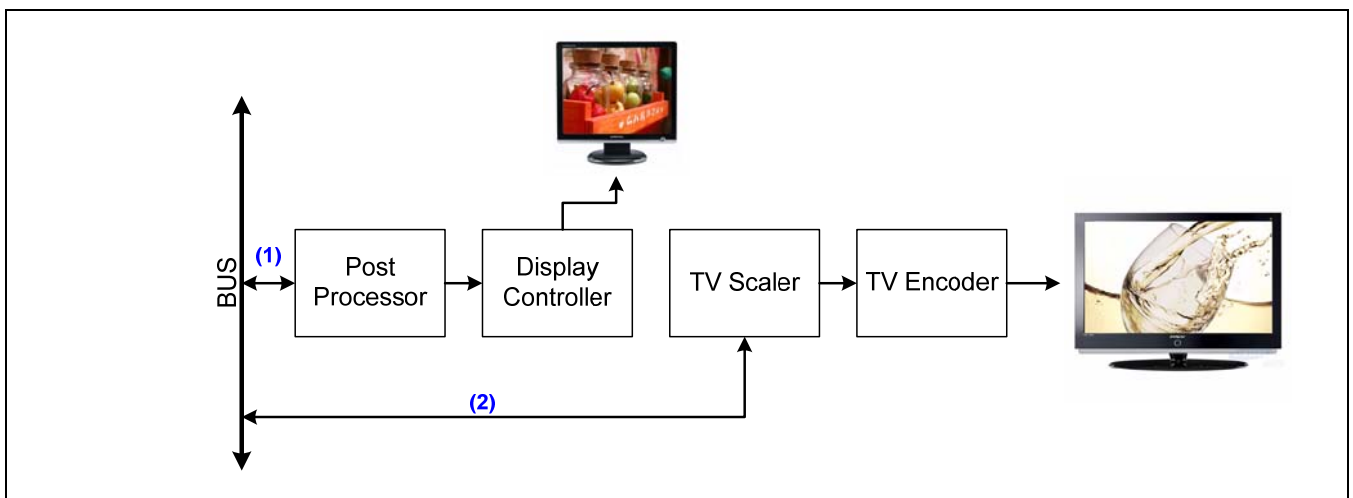 BUS
(1)
Post
Processor
Display
Controller
TV Scaler
TV Encoder
(2)